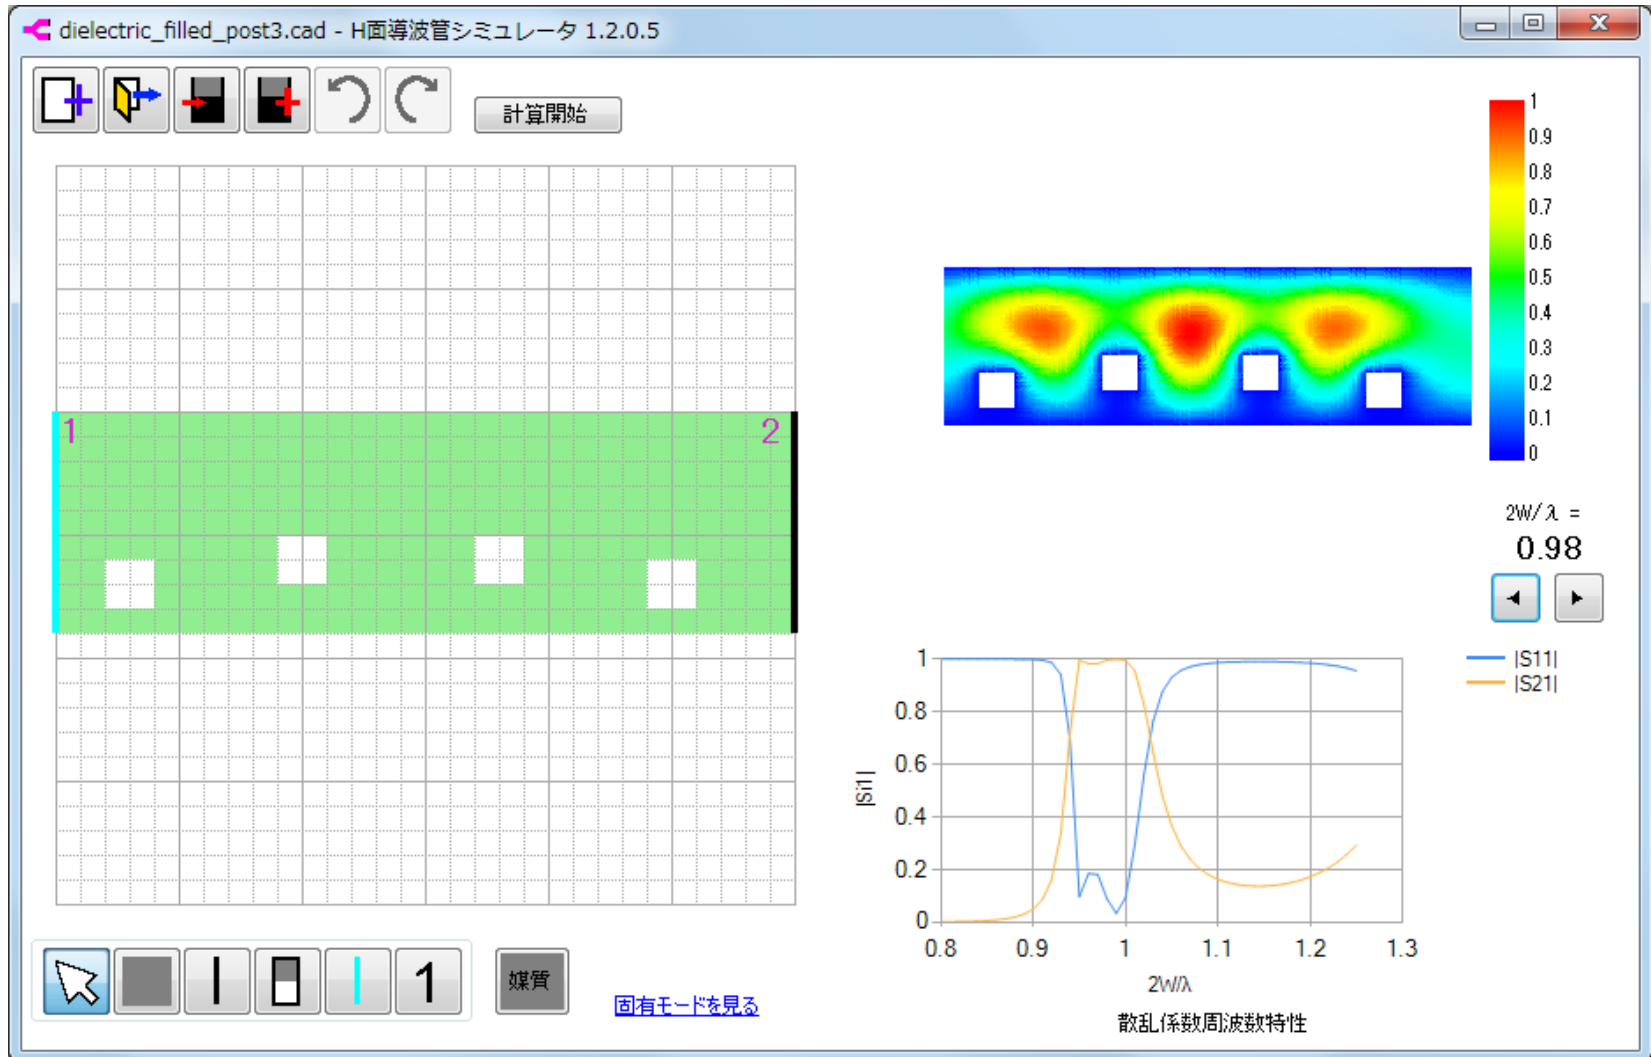 dielectric_filled_post3.cad - H面導波管シミュレータ 1.2.0.5
計算開始
1
0.9
0.8
0.7
0.6
0.5
0.4
0.3
0.2
0.1
0
1
2
2W/λ =
0.98
|S11|
|S21|
1
0.8
0.6
0.4
0.2
0
|Si1|
0.8 0.9 1 1.1 1.2 1.3
2W/λ
散乱係数周波数特性
1
媒質
固有モードを見る